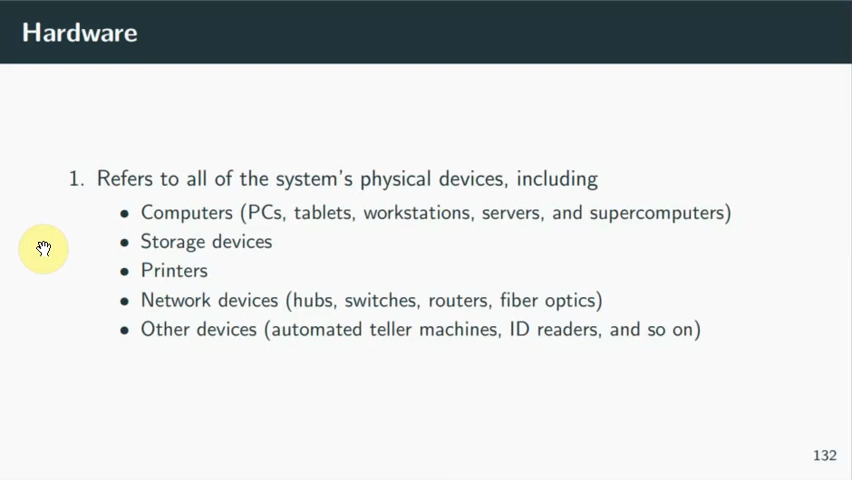 Hardware
1. Refers to all of the system's physical devices, including
• Computers (PCs, tablets, workstations, servers, and supercomputers)
• Storage devices
• Printers
• Network devices (hubs, switches, routers, fiber optics)
• Other devices (automated teller machines, ID readers, and so on)
132